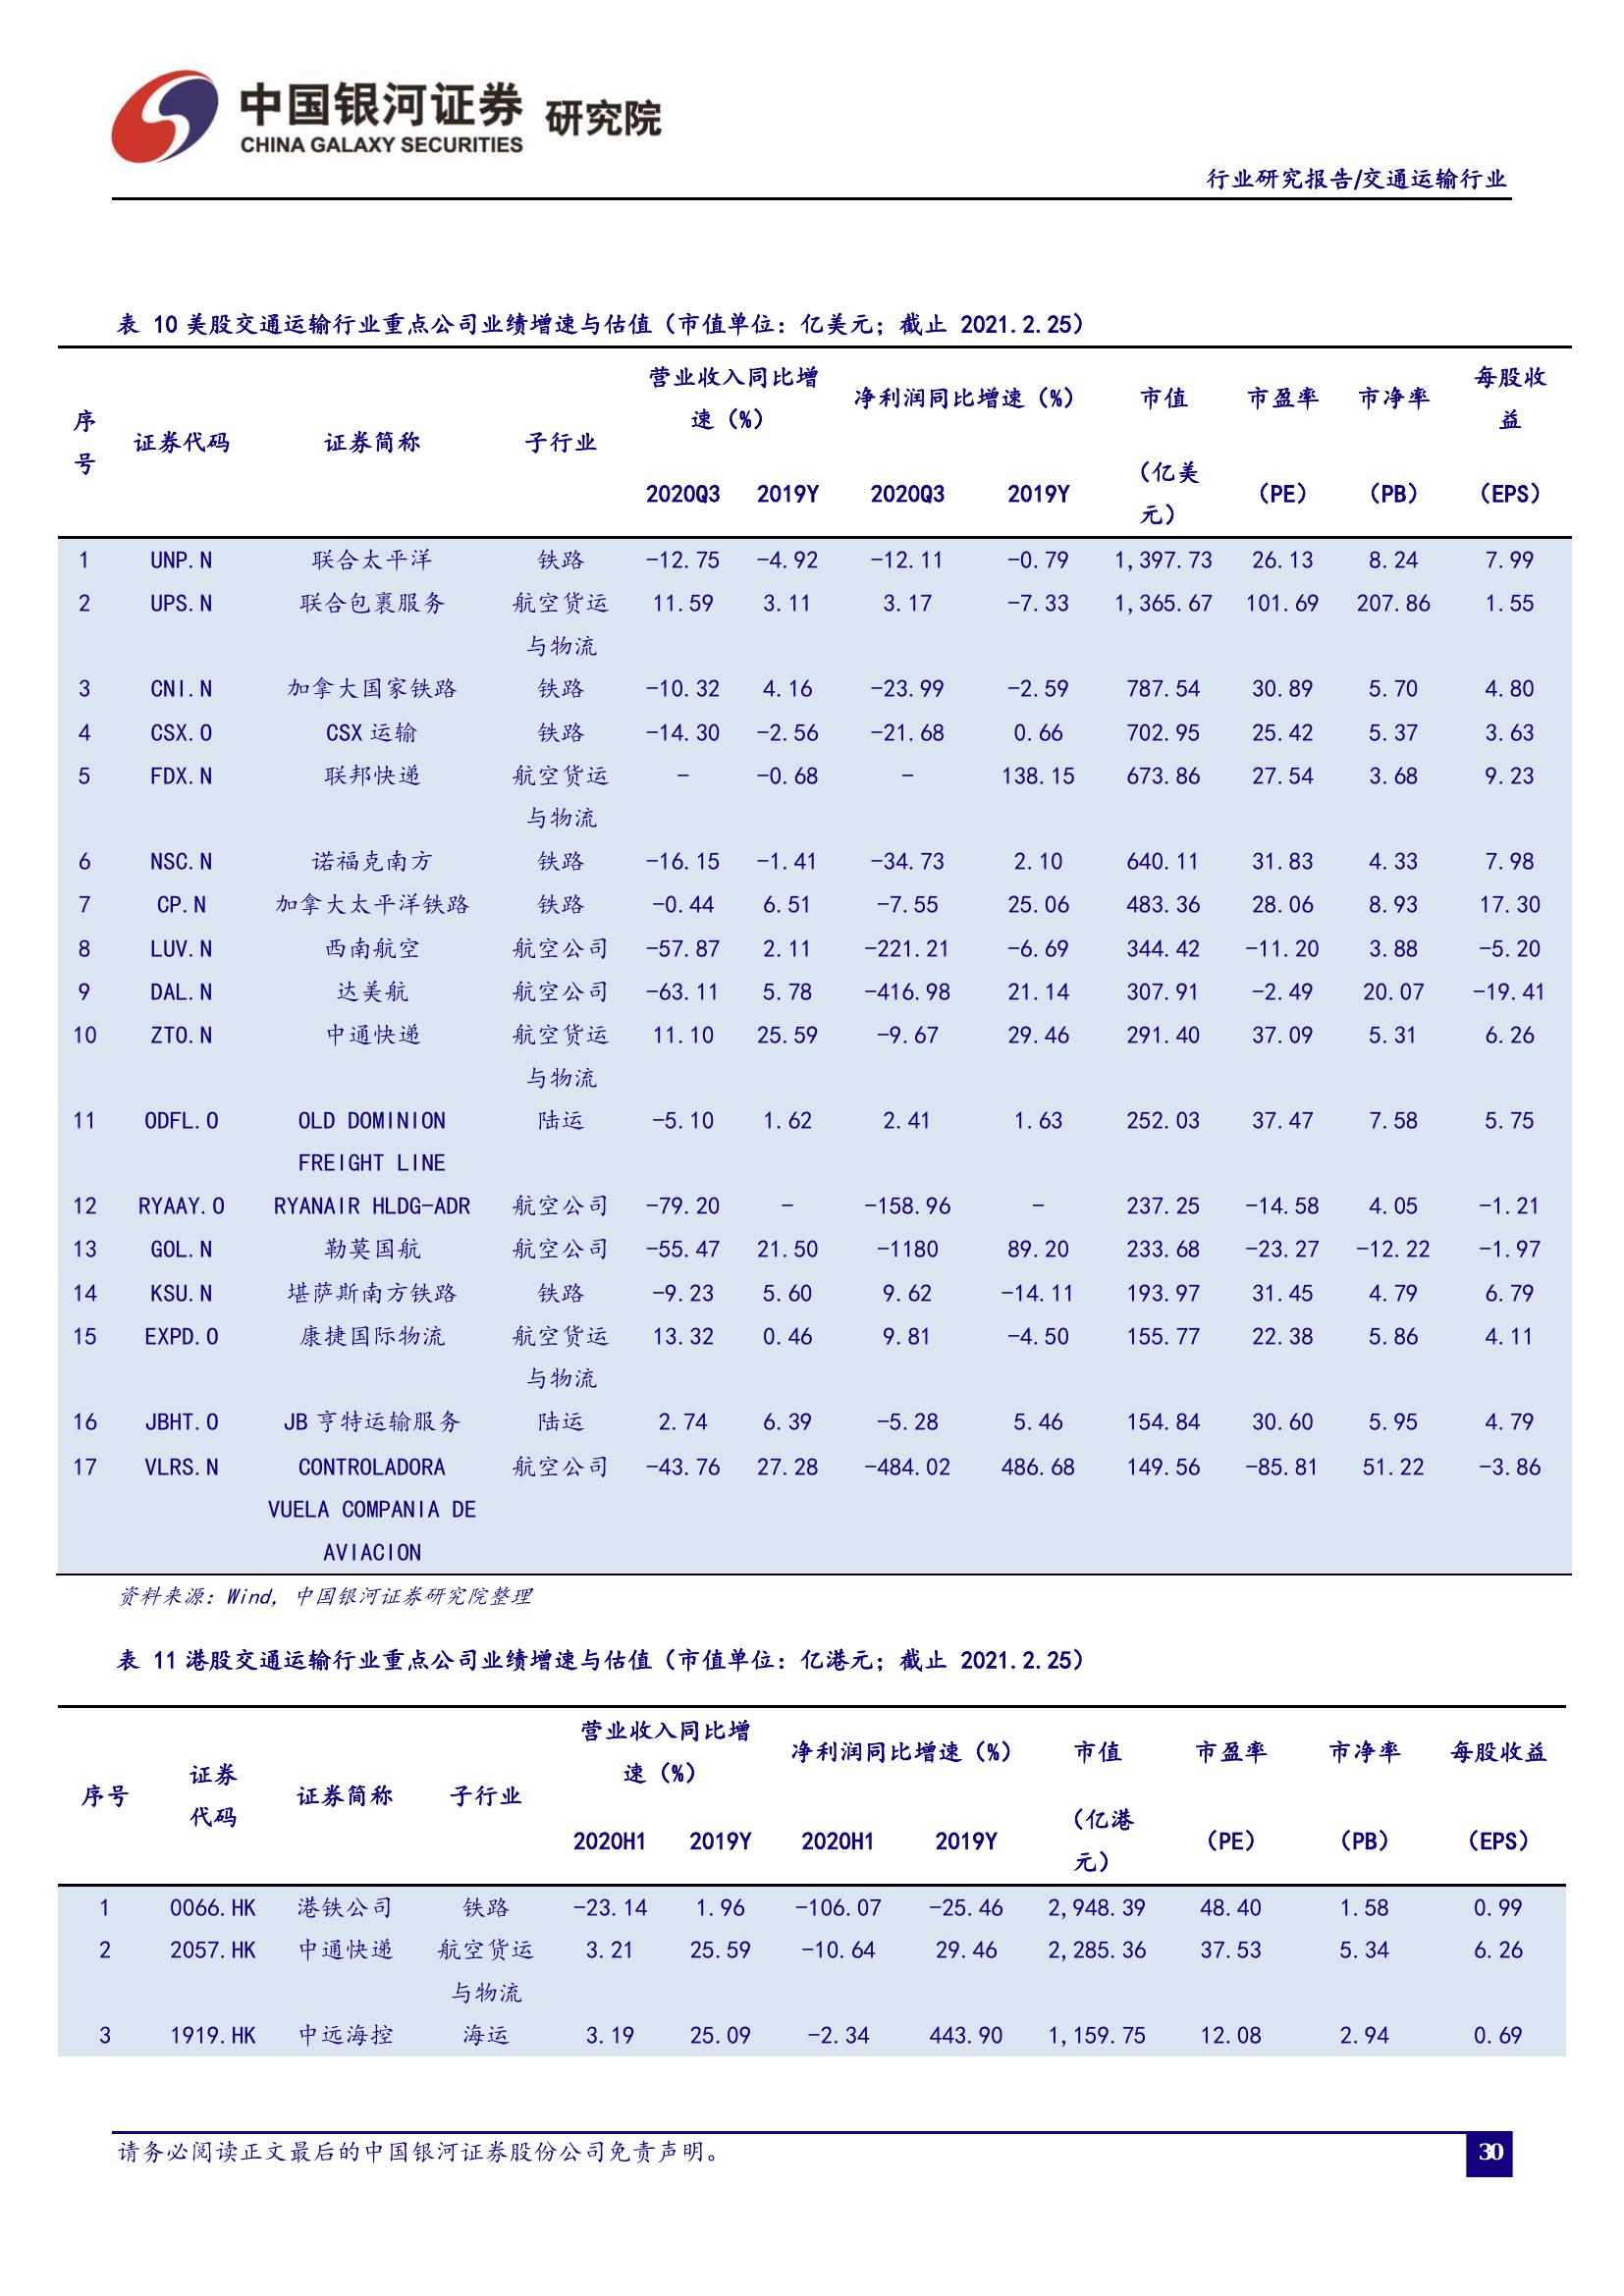 中国银河证券 研究院
CHINA GALAXY SECURITIES
行业研究报告/交通运输行业
表 10 美股交通运输行业重点公司业绩增速与估值（市值单位：亿美元；截止 2021.2.25）
序号 证券代码 证券简称 子行业 营业收入同比增速（%） 净利润同比增速（%） 市值 市盈率 市净率 每股收益
2020Q3 2019Y 2020Q3 2019Y （亿美元） （PE） （PB） （EPS）
1 UNP.N 联合太平洋 铁路 -12.75 -4.92 -12.11 -0.79 1,397.73 26.13 8.24 7.99
2 UPS.N 联合包裹服务 航空货运 11.59 3.11 3.17 -7.33 1,365.67 101.69 207.86 1.55
与物流
3 CNI.N 加拿大国家铁路 铁路 -10.32 4.16 -23.99 -2.59 787.54 30.89 5.70 4.80
4 CSX.O CSX 运输 铁路 -14.30 -2.56 -21.68 0.66 702.95 25.42 5.37 3.63
5 FDX.N 联邦快递 航空货运 - -0.68 - 138.15 673.86 27.54 3.68 9.23
与物流
6 NSC.N 诺福克南方 铁路 -16.15 -1.41 -34.73 2.10 640.11 31.83 4.33 7.98
7 CP.N 加拿大太平洋铁路 铁路 -0.44 6.51 -7.55 25.06 483.36 28.06 8.93 17.30
8 LUV.N 西南航空 航空公司 -57.87 2.11 -221.21 -6.69 344.42 -11.20 3.88 -5.20
9 DAL.N 达美航 航空公司 -63.11 5.78 -416.98 21.14 307.91 -2.49 20.07 -19.41
10 ZTO.N 中通快递 航空货运 11.10 25.59 -9.67 29.46 291.40 37.09 5.31 6.26
与物流
11 ODFL.O OLD DOMINION 陆运 -5.10 1.62 2.41 1.63 252.03 37.47 7.58 5.75
FREIGHT LINE
12 RYAAY.O RYANAIR HLDG-ADR 航空公司 -79.20 - -158.96 - 237.25 -14.58 4.05 -1.21
13 GOL.N 勒莫国航 航空公司 -55.47 21.50 -1180 89.20 233.68 -23.27 -12.22 -1.97
14 KSU.N 堪萨斯南方铁路 铁路 -9.23 5.60 9.62 -14.11 193.97 31.45 4.79 6.79
15 EXPD.O 康捷国际物流 航空货运 13.32 0.46 9.81 -4.50 155.77 22.38 5.86 4.11
与物流
16 JBHT.O JB 亨特运输服务 陆运 2.74 6.39 -5.28 5.46 154.84 30.60 5.95 4.79
17 VLRS.N CONTROLADORA 航空公司 -43.76 27.28 -484.02 486.68 149.56 -85.81 51.22 -3.86
VUELA COMPANIA DE
AVIACION
资料来源：Wind，中国银河证券研究院整理
表 11 港股交通运输行业重点公司业绩增速与估值（市值单位：亿港元；截止 2021.2.25）
序号 证券代码 证券简称 子行业 营业收入同比增速（%） 净利润同比增速（%） 市值 市盈率 市净率 每股收益
2020H1 2019Y 2020H1 2019Y （亿港元） （PE） （PB） （EPS）
1 0066.HK 港铁公司 铁路 -23.14 1.96 -106.07 -25.46 2,948.39 48.40 1.58 0.99
2 2057.HK 中通快递 航空货运 3.21 25.59 -10.64 29.46 2,285.36 37.53 5.34 6.26
与物流
3 1919.HK 中远海控 海运 3.19 25.09 -2.34 443.90 1,159.75 12.08 2.94 0.69
请务必阅读正文最后的中国银河证券股份公司免责声明。
30